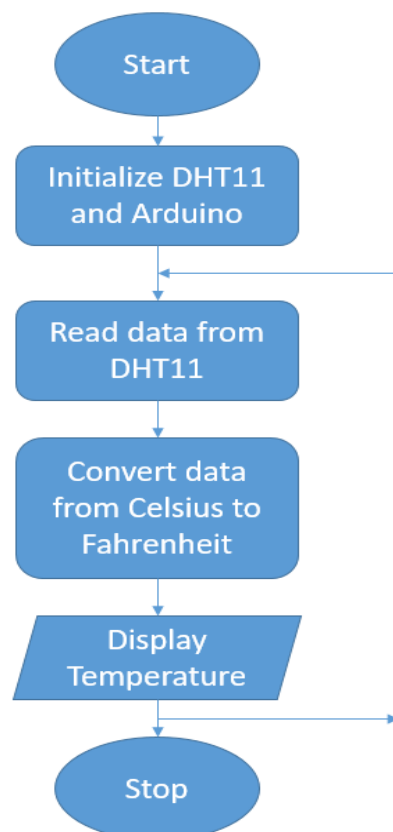 Start
Initialize DHT11
and Arduino
Read data from
DHT11
Convert data
from Celsius to
Fahrenheit
Display
Temperature
Stop